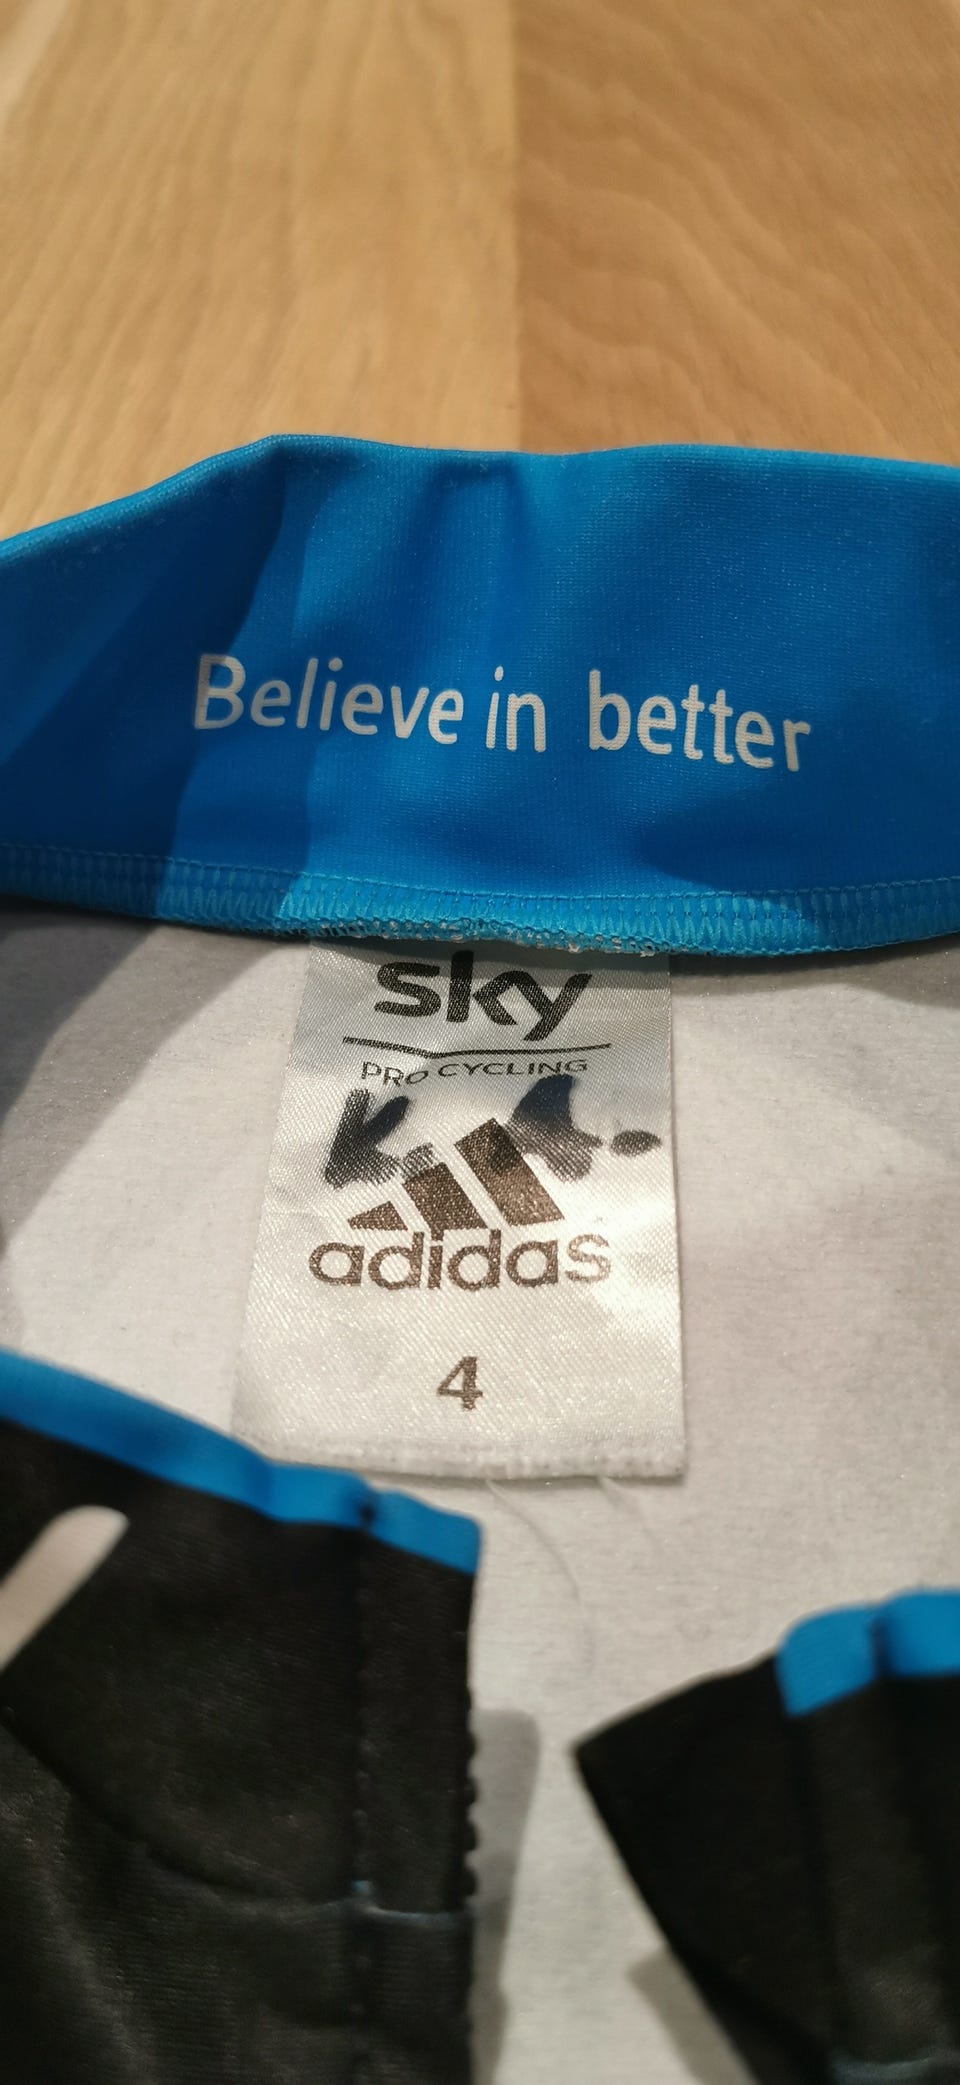 Believe in better
sky
PRO CYCLING
adidas
4